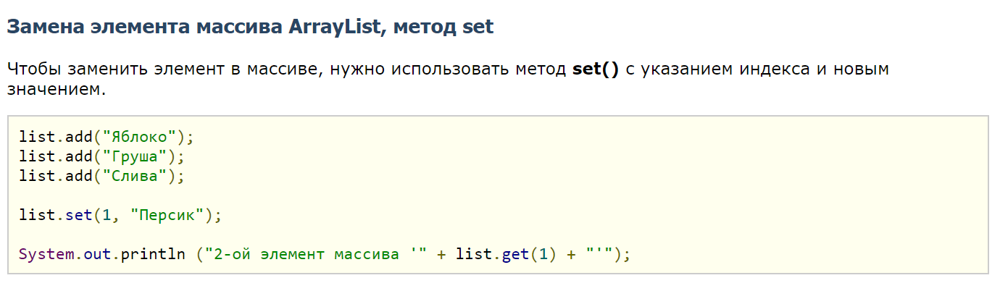 Замена элемента массива ArrayList, метод set
Чтобы заменить элемент в массиве, нужно использовать метод set() с указанием индекса и новым
значением.
list.add("Яблоко");
list.add("Груша");
list.add("Слива");
list.set(1, "Персик");
System.out.println ("2-ой элемент массива '" + list.get(1) + "'");